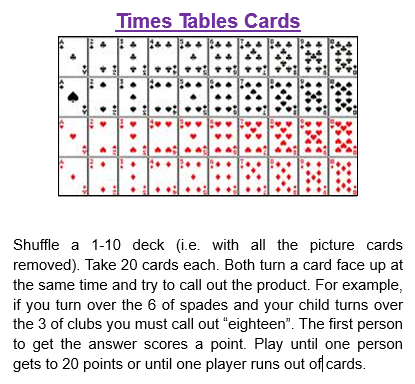 Times Tables Cards
Shuffle a 1-10 deck (i.e. with all the picture cards
removed). Take 20 cards each. Both turn a card face up at
the same time and try to call out the product. For example,
if you turn over the 6 of spades and your child turns over
the 3 of clubs you must call out “eighteen”. The first person
to get the answer scores a point. Play until one person
gets to 20 points or until one player runs out of cards.